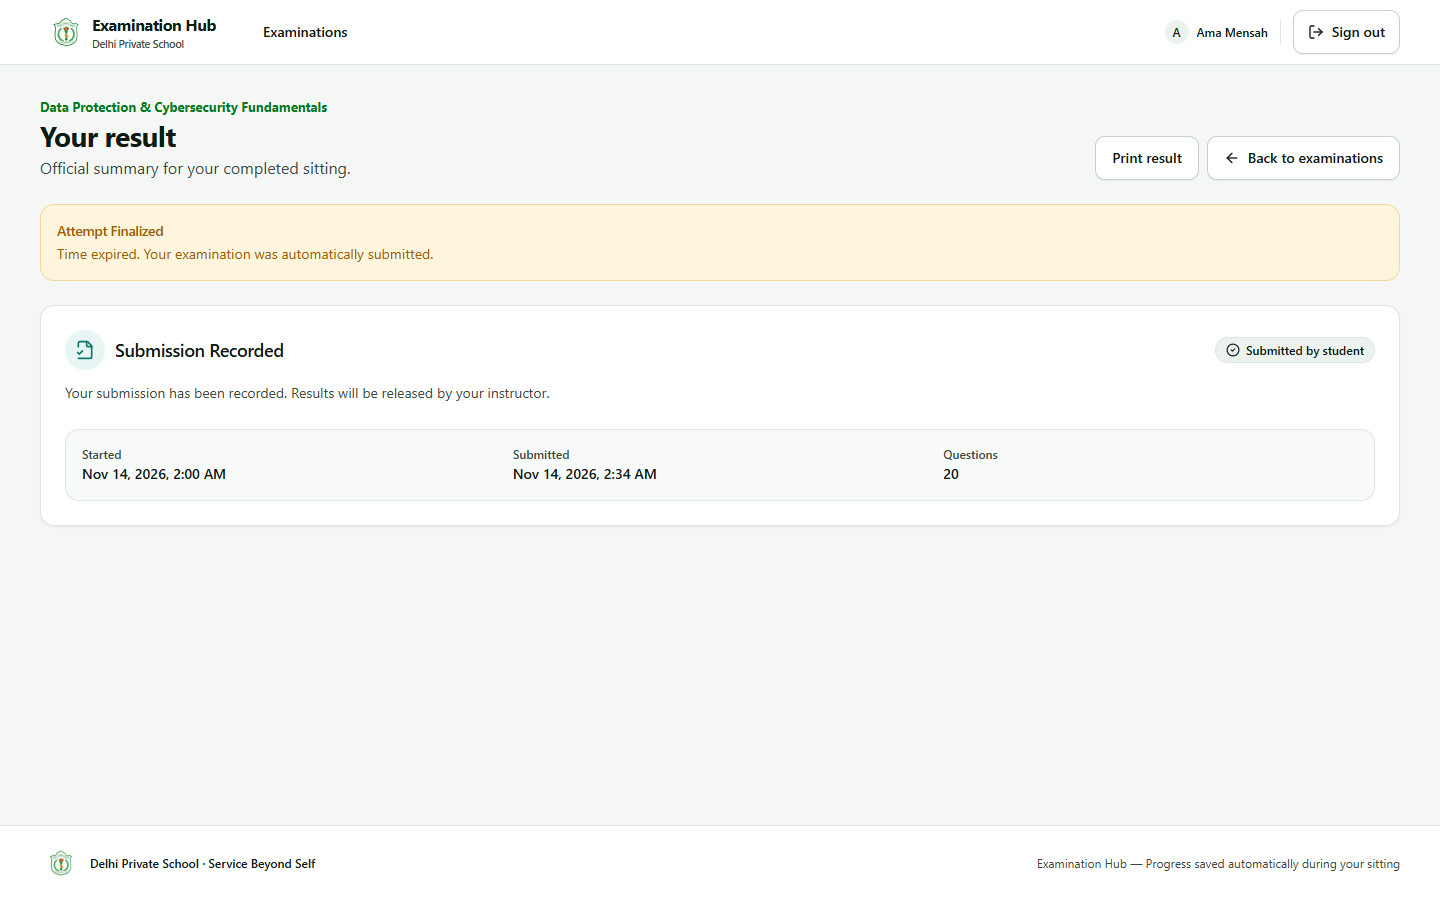 Examination Hub
Delhi Private School
Examinations
A
Ama Mensah
Sign out
Data Protection & Cybersecurity Fundamentals
Your result
Official summary for your completed sitting.
Print result
Back to examinations
Attempt Finalized
Time expired. Your examination was automatically submitted.
Submission Recorded
Submitted by student
Your submission has been recorded. Results will be released by your instructor.
Started
Nov 14, 2026, 2:00 AM
Submitted
Nov 14, 2026, 2:34 AM
Questions
20
Delhi Private School · Service Beyond Self
Examination Hub — Progress saved automatically during your sitting